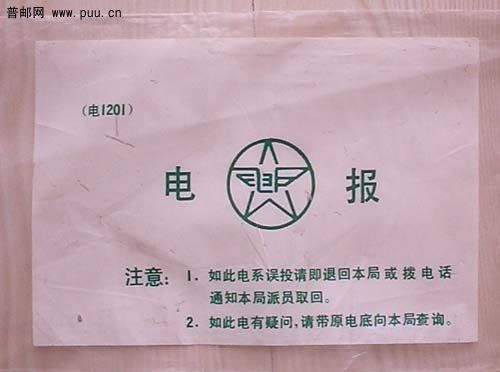 普邮网 www.puu.cn
(电1201)
电 报
注意: 1. 如此电系误投请即退回本局或拨电话
通知本局派员取回。
2. 如此电有疑问,请带原电底向本局查询。